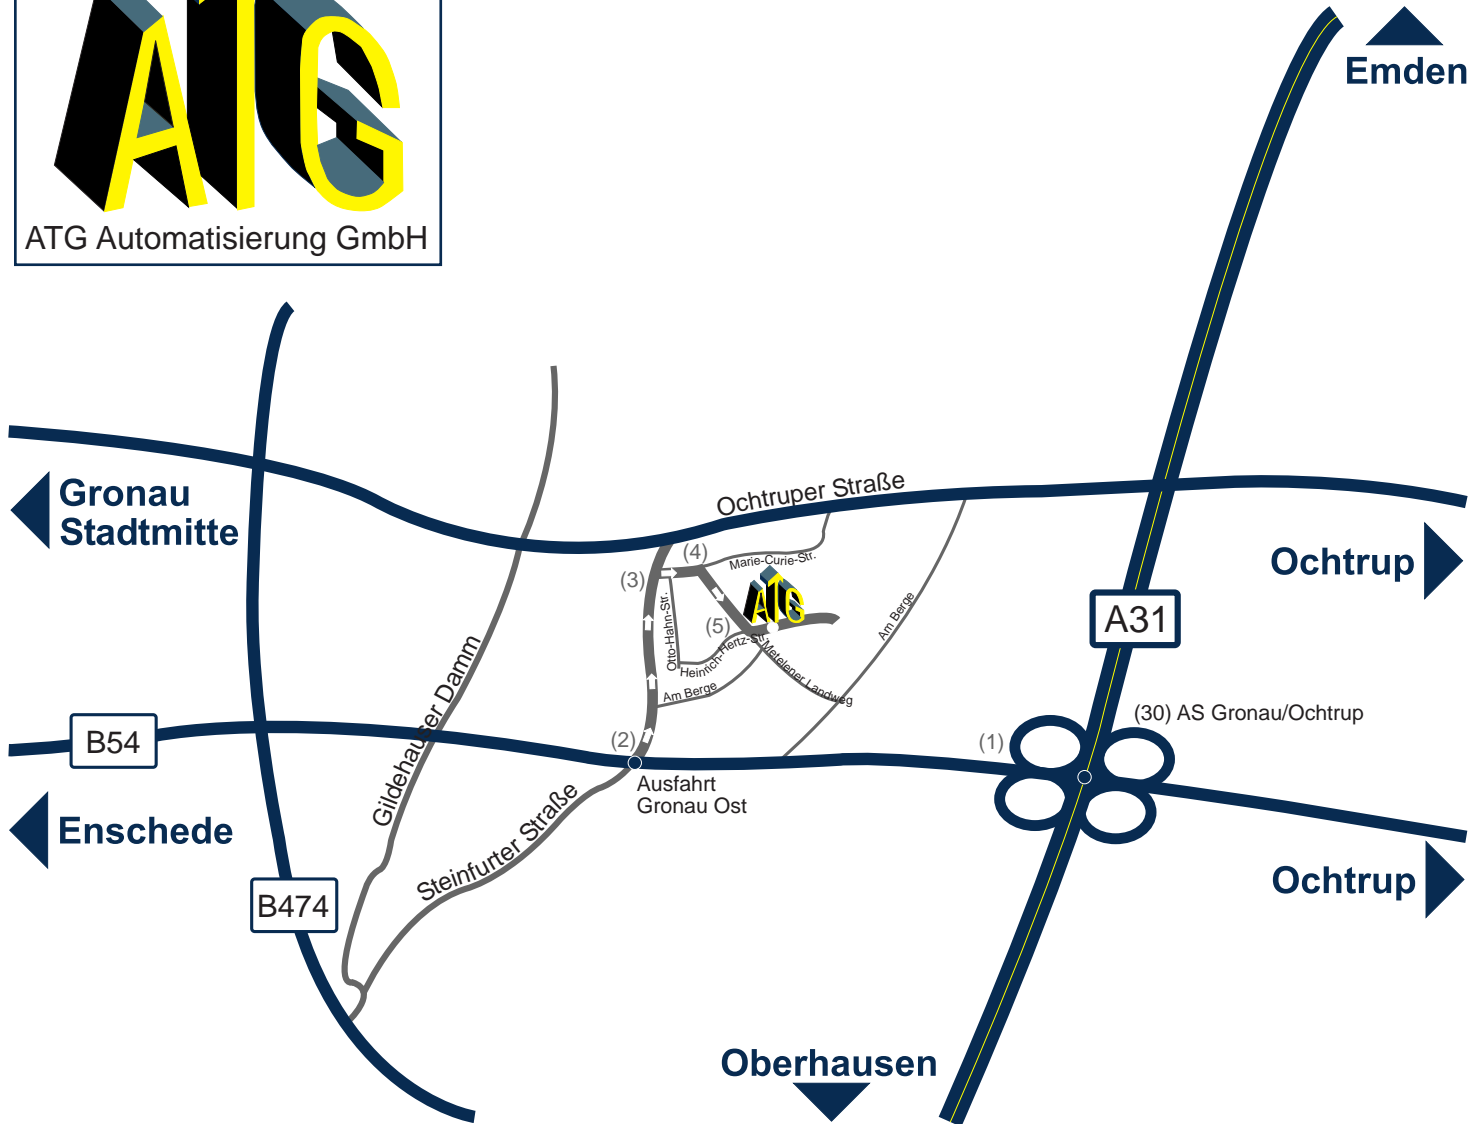 ATG
ATG Automatisierung GmbH
Emden
Gronau
Stadtmitte
Ochtruper Straße
Ochtrup
(4)
Marie-Curie-Str.
(3)
ATG
Otto-Hahn-Str.
Am Berge
A31
(5)
Heinrich-Hertz-Str.
Metelener Landweg
Am Berge
Gildehauser Damm
(30) AS Gronau/Ochtrup
B54
(2)
(1)
Ausfahrt
Gronau Ost
Enschede
Steinfurter Straße
Ochtrup
B474
Oberhausen